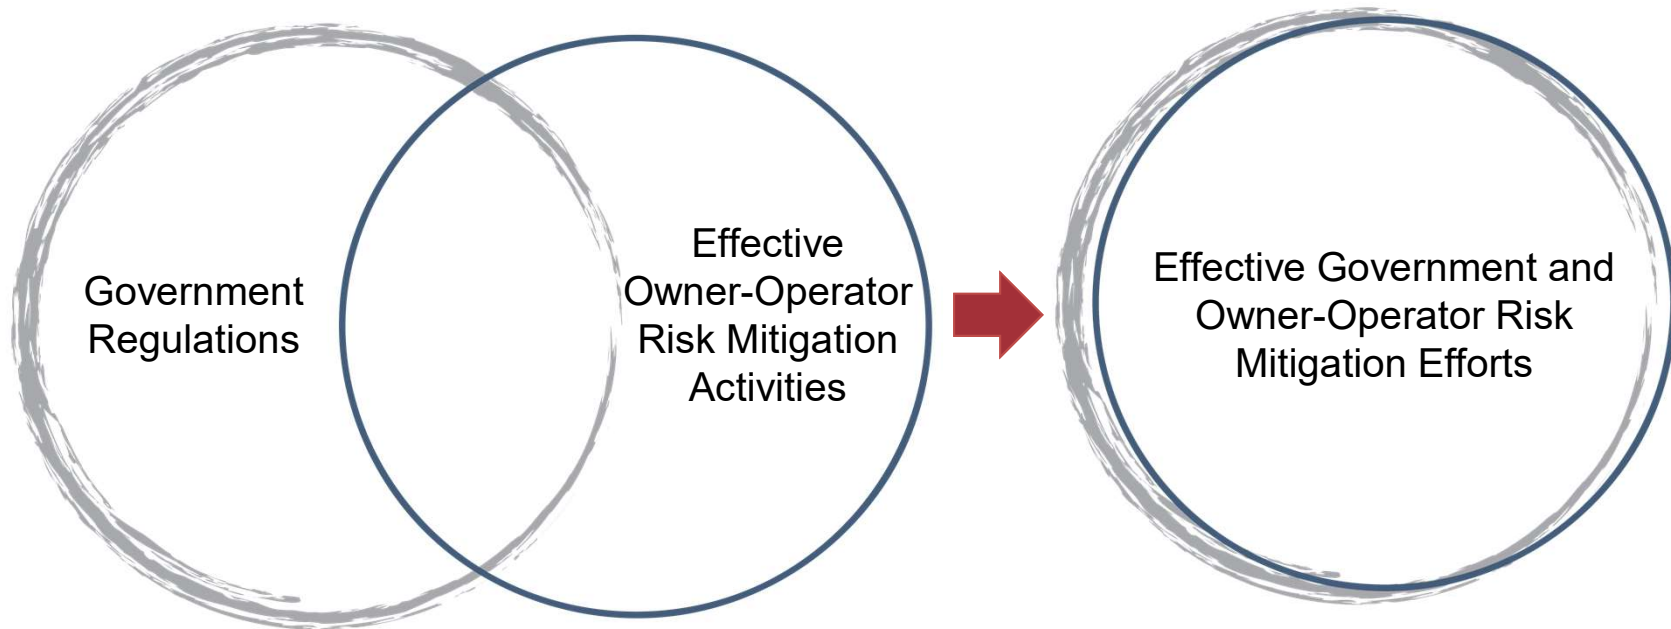 Government
Regulations
Effective
Owner-Operator
Risk Mitigation
Activities
Effective Government and
Owner-Operator Risk
Mitigation Efforts